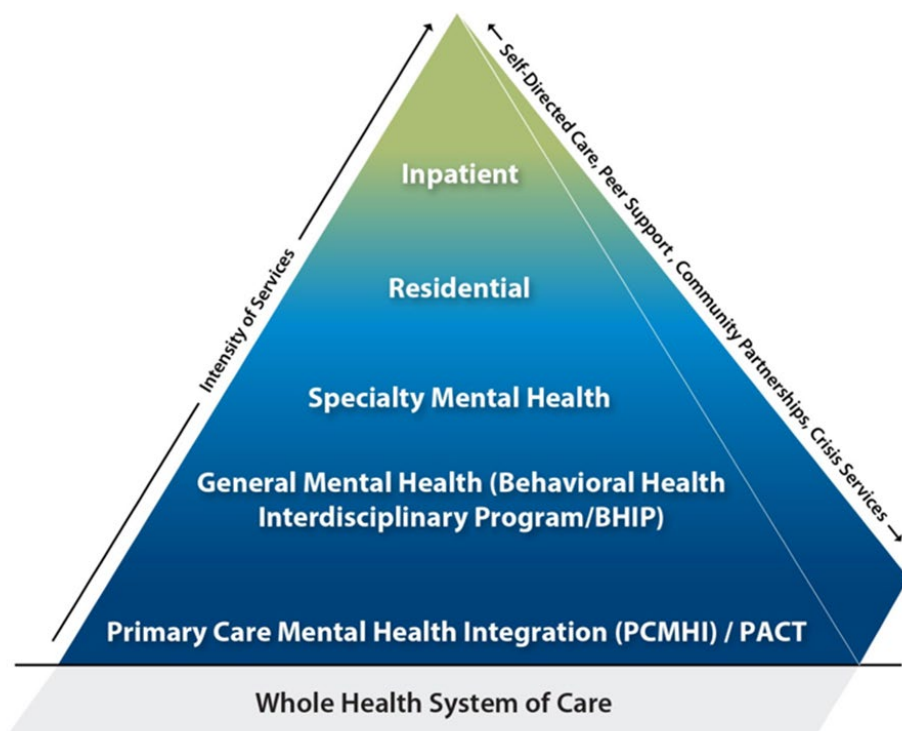 Inpatient
Residential
Specialty Mental Health
General Mental Health (Behavioral Health
Interdisciplinary Program/BHIP)
Primary Care Mental Health Integration (PCMHI) / PACT
Whole Health System of Care
Intensity of Services
Self-Directed Care, Peer Support , Community Partnerships, Crisis Services